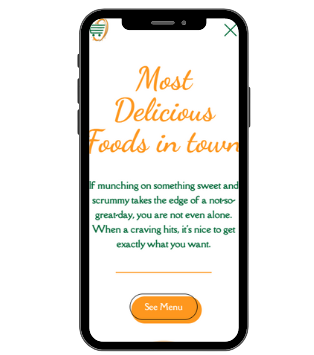 Most
Delicious
Foods in town
If munching on something sweet and
scrummy takes the edge of a not-so-
great-day, you are not even alone.
When a craving hits, it's nice to get
exactly what you want.
See Menu